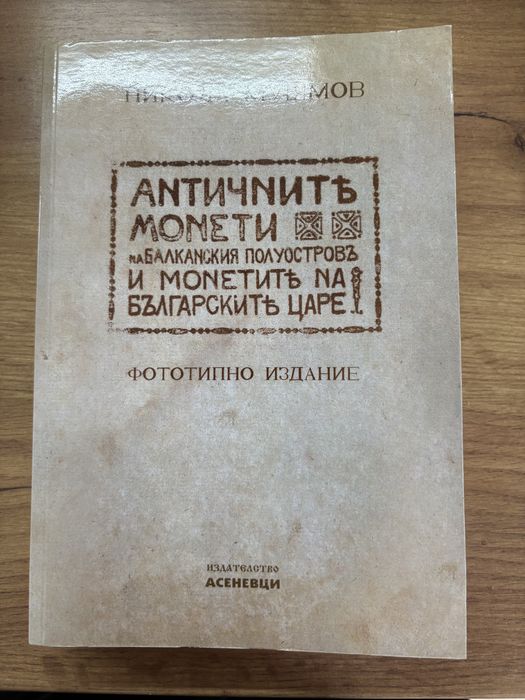 АНТИЧНИТѢ
МОНЕТИ
НА БАЛКАНСКИЯ ПОЛУОСТРОВЪ
И МОНЕТИТѢ НА
БЪЛГАРСКИТѢ ЦАРЕ
ФОТОТИПНО ИЗДАНИЕ
ИЗДАТЕЛСТВО
АСЕНЕВЦИ